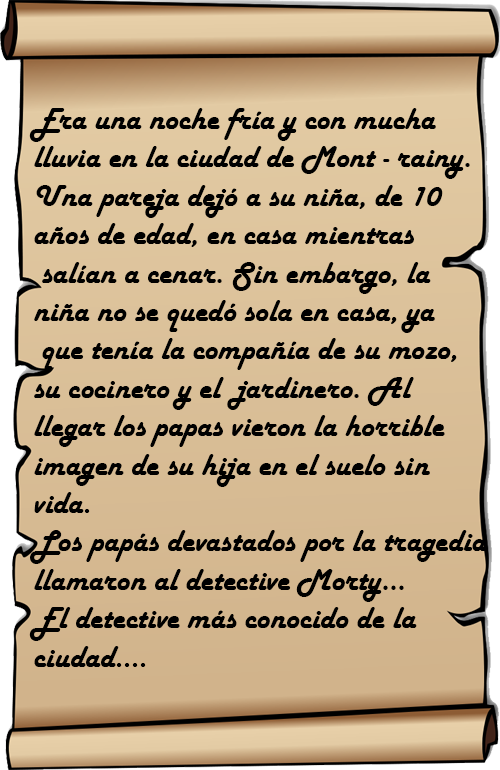 Era una noche fría y con mucha
lluvia en la ciudad de Mont - rainy.
Una pareja dejó a su niña, de 10
años de edad, en casa mientras
salían a cenar. Sin embargo, la
niña no se quedó sola en casa, ya
que tenía la compañía de su mozo,
su cocinero y el jardinero. Al
llegar los papas vieron la horrible
imagen de su hija en el suelo sin
vida.
Los papás devastados por la tragedia
llamaron al detective Morty...
El detective más conocido de la
ciudad....